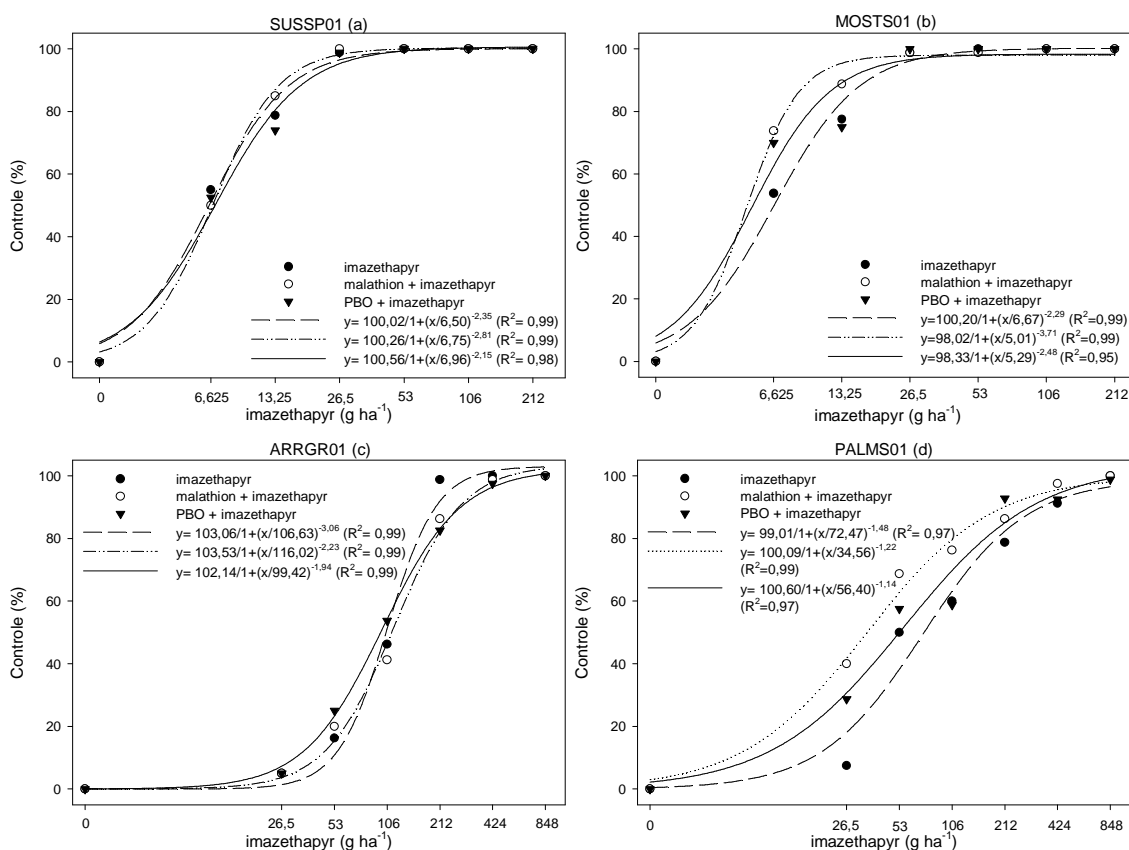 SUSSP01 (a)
Controle (%)
100
80
60
40
20
0
imazethapyr
malathion + imazethapyr
PBO + imazethapyr
y= 100,02/1+(x/6,50)-2,35 (R2= 0,99)
y= 100,26/1+(x/6,75)-2,81 (R2= 0,99)
y= 100,56/1+(x/6,96)-2,15 (R2= 0,98)
0 6,625 13,25 26,5 53 106 212
imazethapyr (g ha-1)
MOSTS01 (b)
Controle (%)
100
80
60
40
20
0
imazethapyr
malathion + imazethapyr
PBO + imazethapyr
y=100,20/1+(x/6,67)-2,29 (R2=0,99)
y=98,02/1+(x/5,01)-3,71 (R2=0,99)
y=98,33/1+(x/5,29)-2,48 (R2=0,95)
0 6,625 13,25 26,5 53 106 212
imazethapyr (g ha-1)
ARRGR01 (c)
Controle (%)
100
80
60
40
20
0
imazethapyr
malathion + imazethapyr
PBO + imazethapyr
y= 103,06/1+(x/106,63)-3,06 (R2= 0,99)
y= 103,53/1+(x/116,02)-2,23 (R2= 0,99)
y= 102,14/1+(x/99,42)-1,94 (R2= 0,99)
0 26,5 53 106 212 424 848
imazethapyr (g ha-1)
PALMS01 (d)
Controle (%)
100
80
60
40
20
0
imazethapyr
malathion + imazethapyr
PBO + imazethapyr
y= 99,01/1+(x/72,47)-1,48 (R2= 0,97)
y= 100,09/1+(x/34,56)-1,22
(R2=0,99)
y= 100,60/1+(x/56,40)-1,14
(R2=0,97)
0 26,5 53 106 212 424 848
imazethapyr (g ha-1)